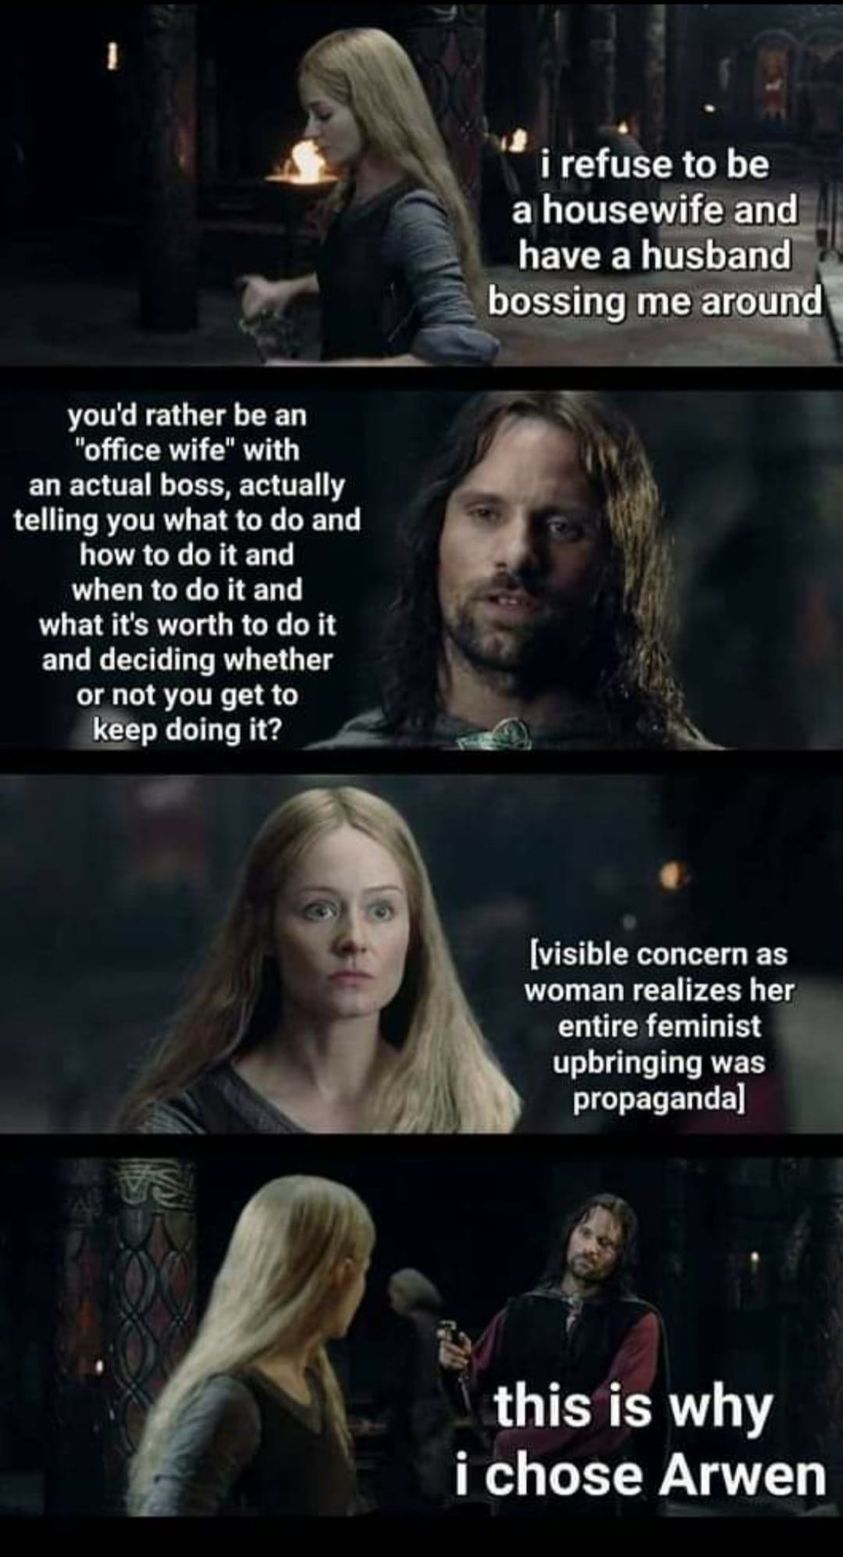 i refuse to be
a housewife and
have a husband
bossing me around
you'd rather be an
"office wife" with
an actual boss, actually
telling you what to do and
how to do it and
when to do it and
what it's worth to do it
and deciding whether
or not you get to
keep doing it?
[visible concern as
woman realizes her
entire feminist
upbringing was
propaganda]
this is why
i chose Arwen